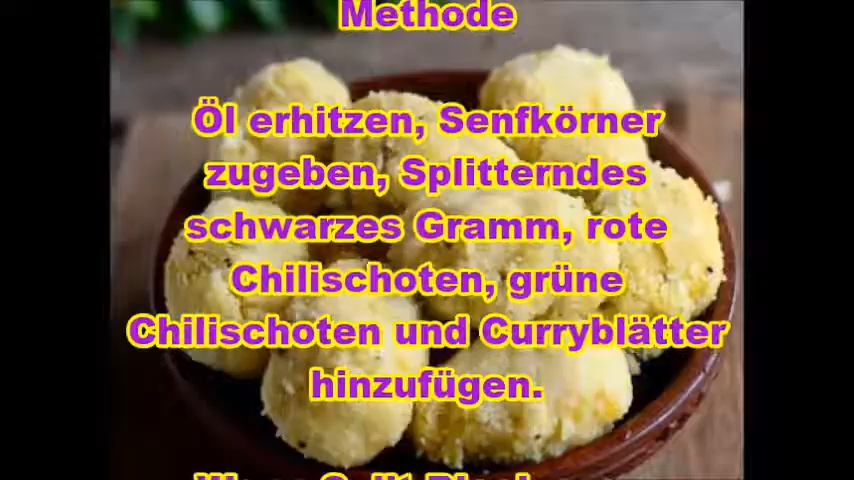 Methode
Öl erhitzen, Senfkörner
zugeben, Splitterndes
schwarzes Gramm, rote
Chilischoten, grüne
Chilischoten und Curryblätter
hinzufügen.